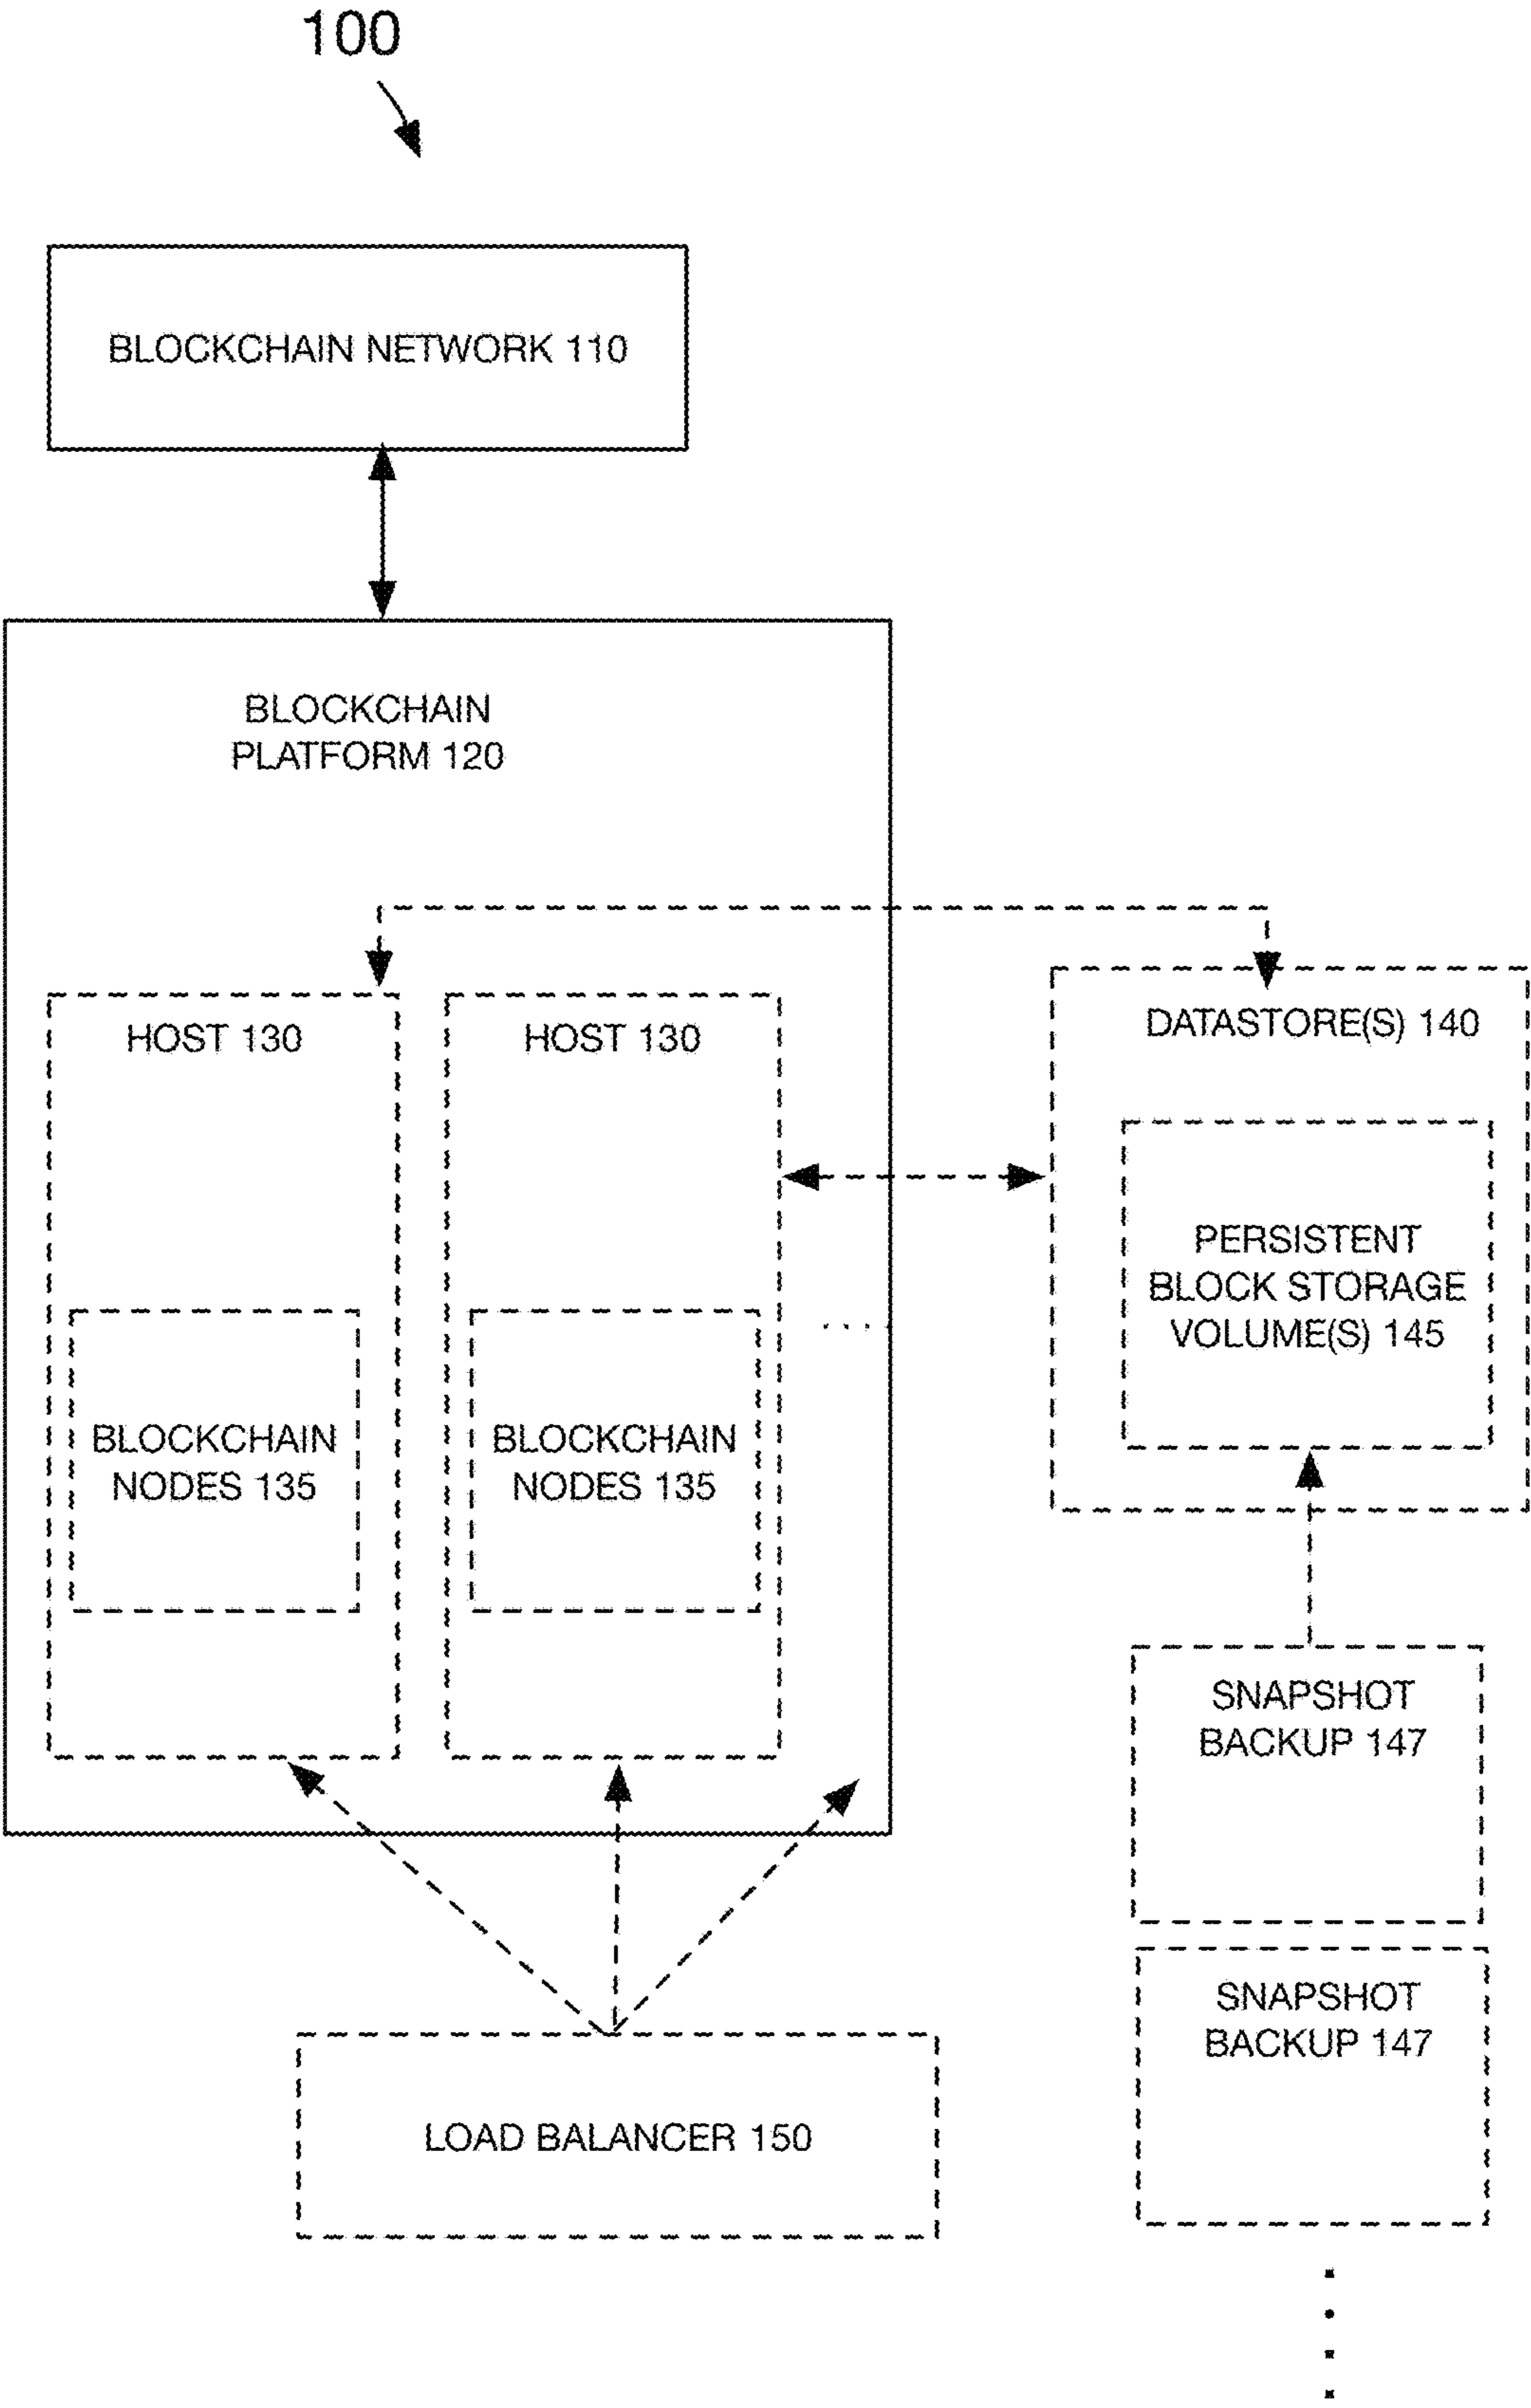 100
BLOCKCHAIN NETWORK 110
BLOCKCHAIN
PLATFORM 120
HOST 130
HOST 130
DATASTORE(S) 140
PERSISTENT
BLOCK STORAGE
VOLUME(S) 145
BLOCKCHAIN
NODES 135
BLOCKCHAIN
NODES 135
SNAPSHOT
BACKUP 147
SNAPSHOT
BACKUP 147
LOAD BALANCER 150